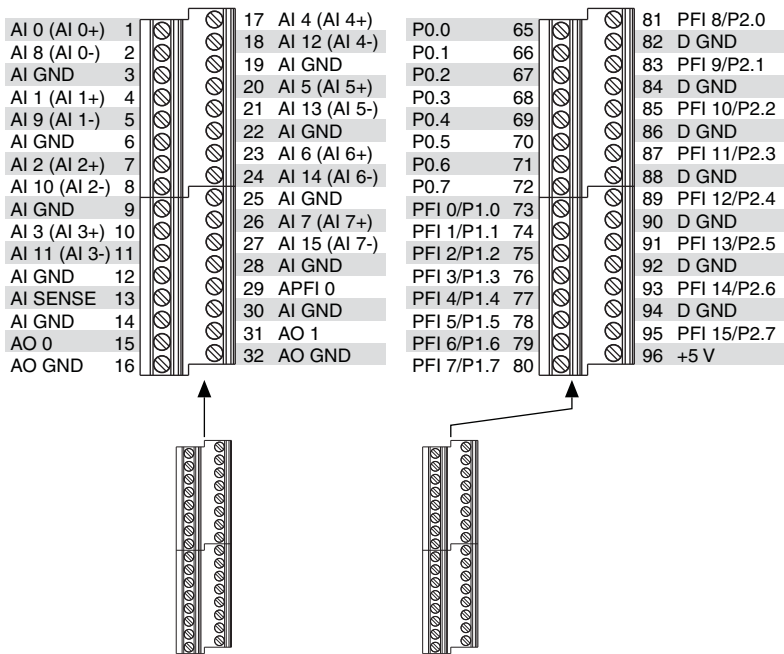 AI 0 (AI 0+) 1
AI 8 (AI 0-) 2
AI GND 3
AI 1 (AI 1+) 4
AI 9 (AI 1-) 5
AI GND 6
AI 2 (AI 2+) 7
AI 10 (AI 2-) 8
AI GND 9
AI 3 (AI 3+) 10
AI 11 (AI 3-) 11
AI GND 12
AI SENSE 13
AI GND 14
AO 0 15
AO GND 16
17 AI 4 (AI 4+)
18 AI 12 (AI 4-)
19 AI GND
20 AI 5 (AI 5+)
21 AI 13 (AI 5-)
22 AI GND
23 AI 6 (AI 6+)
24 AI 14 (AI 6-)
25 AI GND
26 AI 7 (AI 7+)
27 AI 15 (AI 7-)
28 AI GND
29 APFI 0
30 AI GND
31 AO 1
32 AO GND
P0.0 65
P0.1 66
P0.2 67
P0.3 68
P0.4 69
P0.5 70
P0.6 71
P0.7 72
PFI 0/P1.0 73
PFI 1/P1.1 74
PFI 2/P1.2 75
PFI 3/P1.3 76
PFI 4/P1.4 77
PFI 5/P1.5 78
PFI 6/P1.6 79
PFI 7/P1.7 80
81 PFI 8/P2.0
82 D GND
83 PFI 9/P2.1
84 D GND
85 PFI 10/P2.2
86 D GND
87 PFI 11/P2.3
88 D GND
89 PFI 12/P2.4
90 D GND
91 PFI 13/P2.5
92 D GND
93 PFI 14/P2.6
94 D GND
95 PFI 15/P2.7
96 +5 V